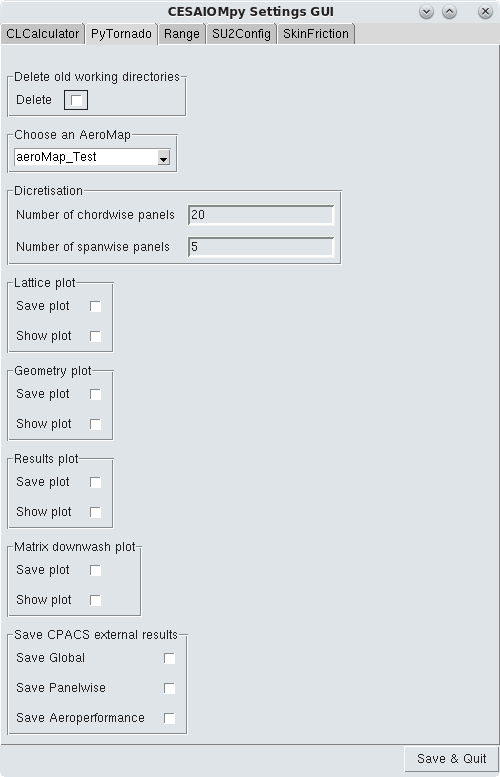 CESAIOMpy Settings GUI
CLCalculator PyTornado Range SU2Config SkinFriction
Delete old working directories
Delete
Choose an AeroMap
aeroMap_Test
Dicretisation
Number of chordwise panels 20
Number of spanwise panels 5
Lattice plot
Save plot
Show plot
Geometry plot
Save plot
Show plot
Results plot
Save plot
Show plot
Matrix downwash plot
Save plot
Show plot
Save CPACS external results
Save Global
Save Panelwise
Save Aeroperformance
Save & Quit